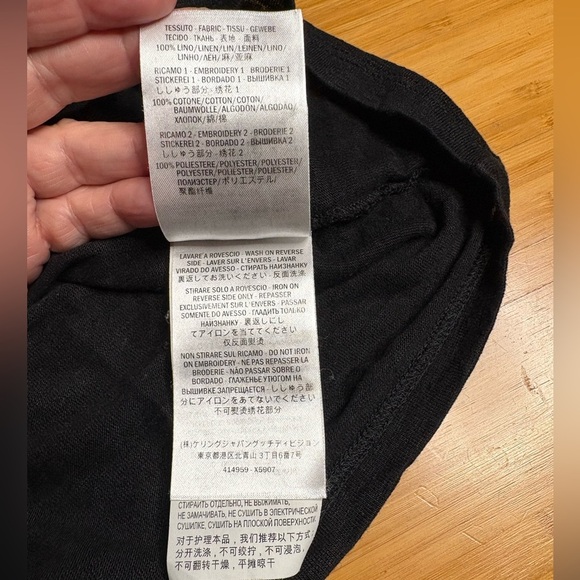 TESSUTO - FABRIC - TISSU - GEWEBE
TECIDO - ТКАНЬ - 表地 - 面料
100% LINO/LINEN/LIN/LEINEN/LINO/
LINHO/ЛЁН/麻/亚麻
RICAMO 1 - EMBROIDERY 1 - BRODERIE 1
STICKEREI 1 - BORDADO 1 - ВЫШИВКА 1
ししゅう部分 - 绣花 1
100% COTONE/COTTON/COTON/
BAUMWOLLE/ALGODON/ALGODÃO/
ХЛОПОК/綿/棉
RICAMO 2 - EMBROIDERY 2 - BRODERIE 2
STICKEREI 2 - BORDADO 2 - ВЫШИВКА 2
ししゅう部分 - 绣花 2
100% POLIESTERE/POLYESTER/POLYESTER/
POLYESTER/POLIESTER/POLIESTER/
ПОЛИЭСТЕР/ポリエステル/
聚酯纤维
LAVARE A ROVESCIO - WASH ON REVERSE
SIDE - LAVER SUR L'ENVERS - LAVAR
VIRADO DO AVESSO - СТИРАТЬ НАИЗНАНКУ
裏返してお洗いください - 反面洗涤
STIRARE SOLO A ROVESCIO - IRON ON
REVERSE SIDE ONLY - REPASSER
EXCLUSIVEMENT SUR L'ENVERS - PASSAR
SOMENTE DO AVESSO - ГЛАДИТЬ ТОЛЬКО
НАИЗНАНКУ - 裏返しにし
てアイロンを当ててください
仅反面熨烫
NON STIRARE SUL RICAMO - DO NOT IRON
ON EMBROIDERY - NE PAS REPASSER LA
BRODERIE - NÃO PASSAR SOBRE O
BORDADO - ГЛАЖЕНЬЕ УТЮГОМ НА
ВЫШИВКЕ ЗАПРЕЩАЕТСЯ - ししゅう部
分にアイロンをあてないでください
不可熨烫绣花部分
(株)ケリングジャパングッチディビジョン
東京都港区北青山3丁目6番7号
414959 - X5907
СТИРАТЬ ОТДЕЛЬНО, НЕ ВЫЖИМАТЬ,
НЕ ЗАМАЧИВАТЬ, НЕ СУШИТЬ В ЭЛЕКТРИЧЕСКОЙ
СУШИЛКЕ, СУШИТЬ НА ПЛОСКОЙ ПОВЕРХНОСТИ.
对于护理本品，我们推荐以下方式
分开洗涤，不可绞拧，不可浸泡，
不可翻转干燥，平摊晾干